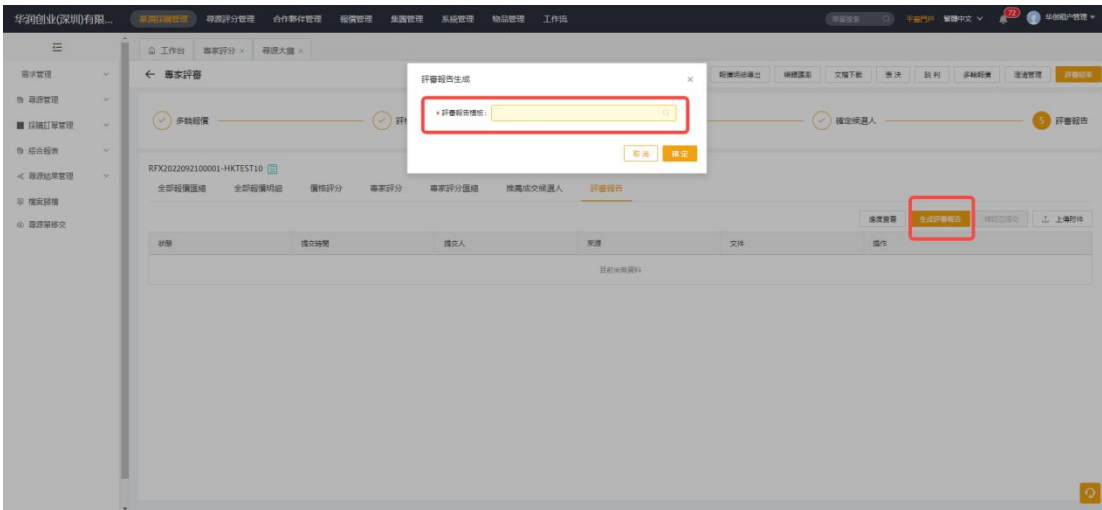 华润创业(深圳)有限...
尋源評分管理 合作夥伴管理 報價管理 集團管理 系統管理 物品管理 工作流
平臺門戶 繁體中文 72 华创租户管理
工作台 專家評分 × 尋源大廳 ×
需求管理
尋源管理
採購訂單管理
綜合報表
尋源結果管理
檔案歸檔
尋源單移交
← 專家評審
報價明細導出 文檔下載 表決 談判 多輪報價 澄清管理 評審結束
多輪報價
確定候選人
5 評審報告
評審報告生成 ×
* 評審報告模板:
取消 確定
RFX2022092100001-HKTEST10
全部報價匯總 全部報價明細 價格評分 專家評分 專家評分匯總 推薦成交候選人 評審報告
進度查看 生成評審報告 上傳附件
狀態 提交時間 提交人 來源 文件 操作
目前尚無資料